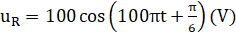 u_R = 100 cos(100πt + π/6) (V)